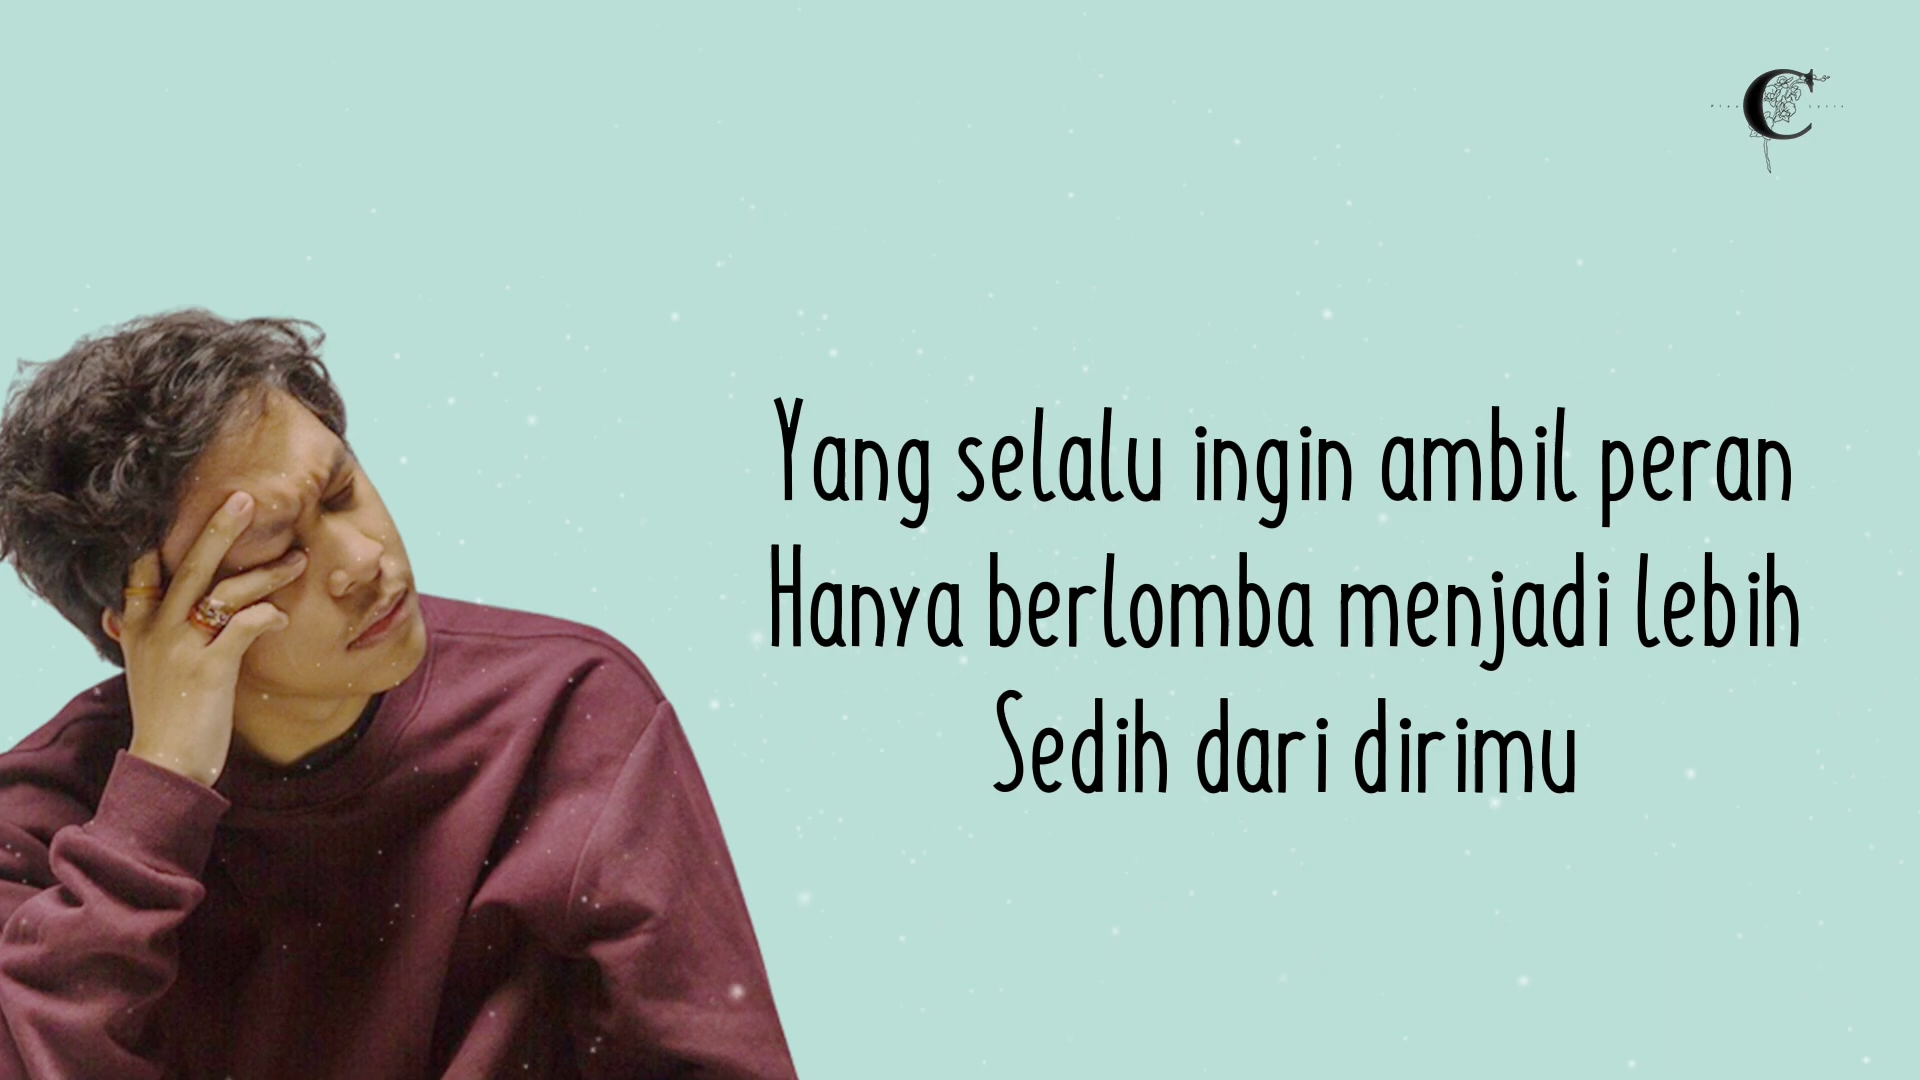 C
Yang selalu ingin ambil peran
Hanya berlomba menjadi lebih
Sedih dari dirimu